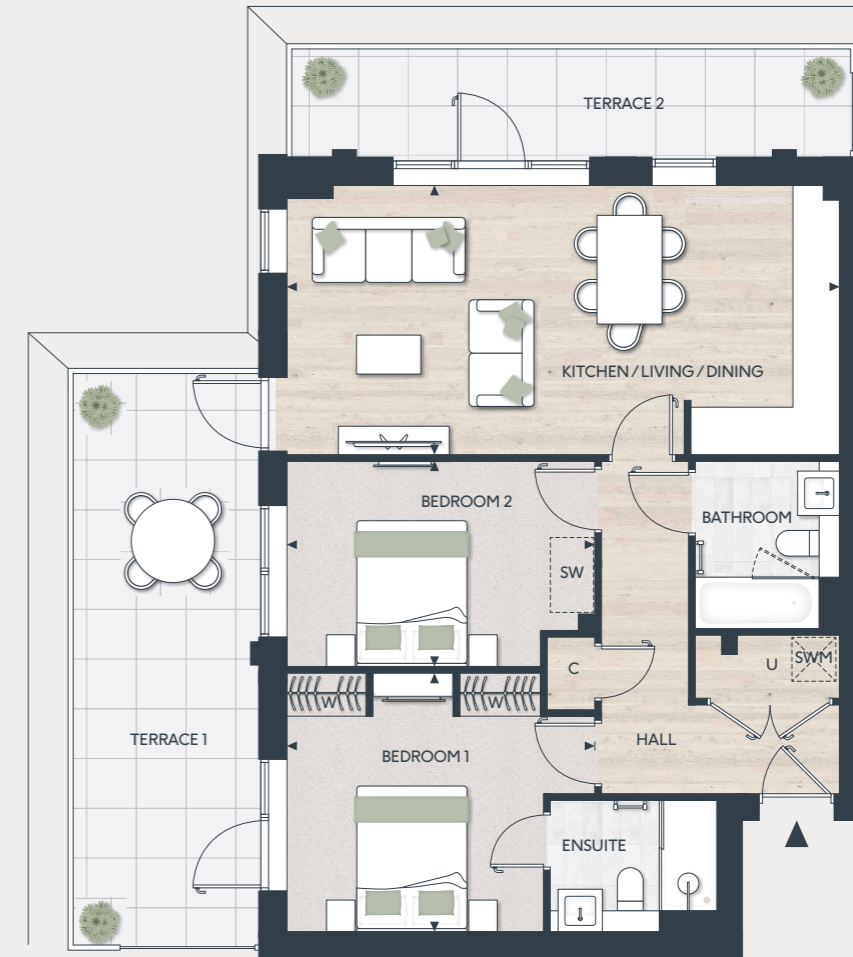 TERRACE 2
KITCHEN / LIVING / DINING
BEDROOM 2
BATHROOM
SW
C
U
SWM
W
W
TERRACE 1
HALL
BEDROOM 1
ENSUITE